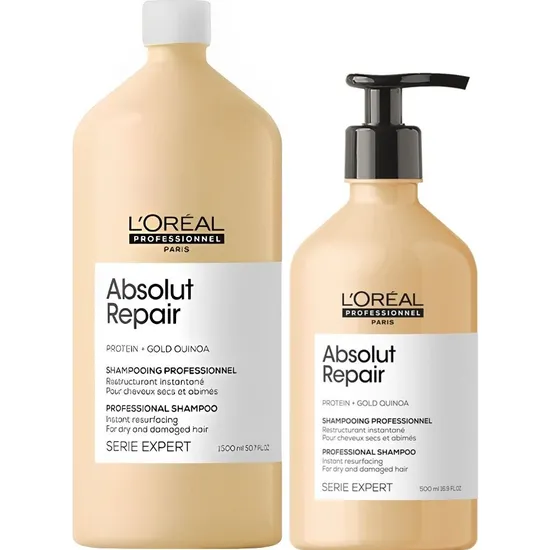 L'ORÉAL
PROFESSIONNEL
PARIS
Absolut
Repair
PROTEIN + GOLD QUINOA
SHAMPOOING PROFESSIONNEL
Restructurant instantané
Pour cheveux secs et abimés
PROFESSIONAL SHAMPOO
Instant resurfacing
For dry and damaged hair
SERIE EXPERT
1500 ml 50.7 FL.OZ
L'ORÉAL
PROFESSIONNEL
PARIS
Absolut
Repair
PROTEIN + GOLD QUINOA
SHAMPOOING PROFESSIONNEL
Restructurant instantané
Pour cheveux secs et abimés
PROFESSIONAL SHAMPOO
Instant resurfacing
For dry and damaged hair
SERIE EXPERT
500 ml 16.9 FL.OZ